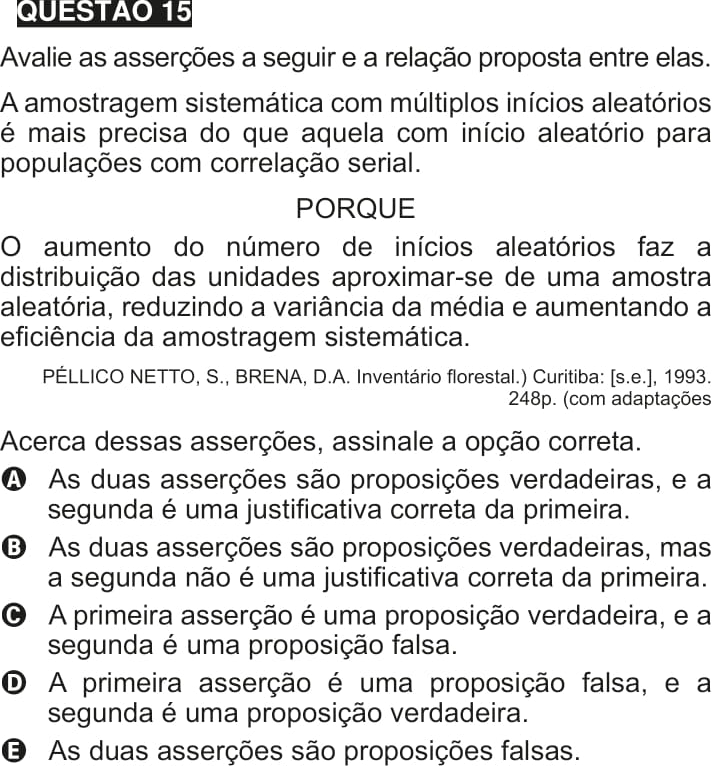 QUESTÃO 15
Avalie as asserções a seguir e a relação proposta entre elas.
A amostragem sistemática com múltiplos inícios aleatórios
é mais precisa do que aquela com início aleatório para
populações com correlação serial.
PORQUE
O aumento do número de inícios aleatórios faz a
distribuição das unidades aproximar-se de uma amostra
aleatória, reduzindo a variância da média e aumentando a
eficiência da amostragem sistemática.
PÉLLICO NETTO, S., BRENA, D.A. Inventário florestal.) Curitiba: [s.e.], 1993.
248p. (com adaptações
Acerca dessas asserções, assinale a opção correta.
A As duas asserções são proposições verdadeiras, e a
segunda é uma justificativa correta da primeira.
B As duas asserções são proposições verdadeiras, mas
a segunda não é uma justificativa correta da primeira.
C A primeira asserção é uma proposição verdadeira, e a
segunda é uma proposição falsa.
D A primeira asserção é uma proposição falsa, e a
segunda é uma proposição verdadeira.
E As duas asserções são proposições falsas.